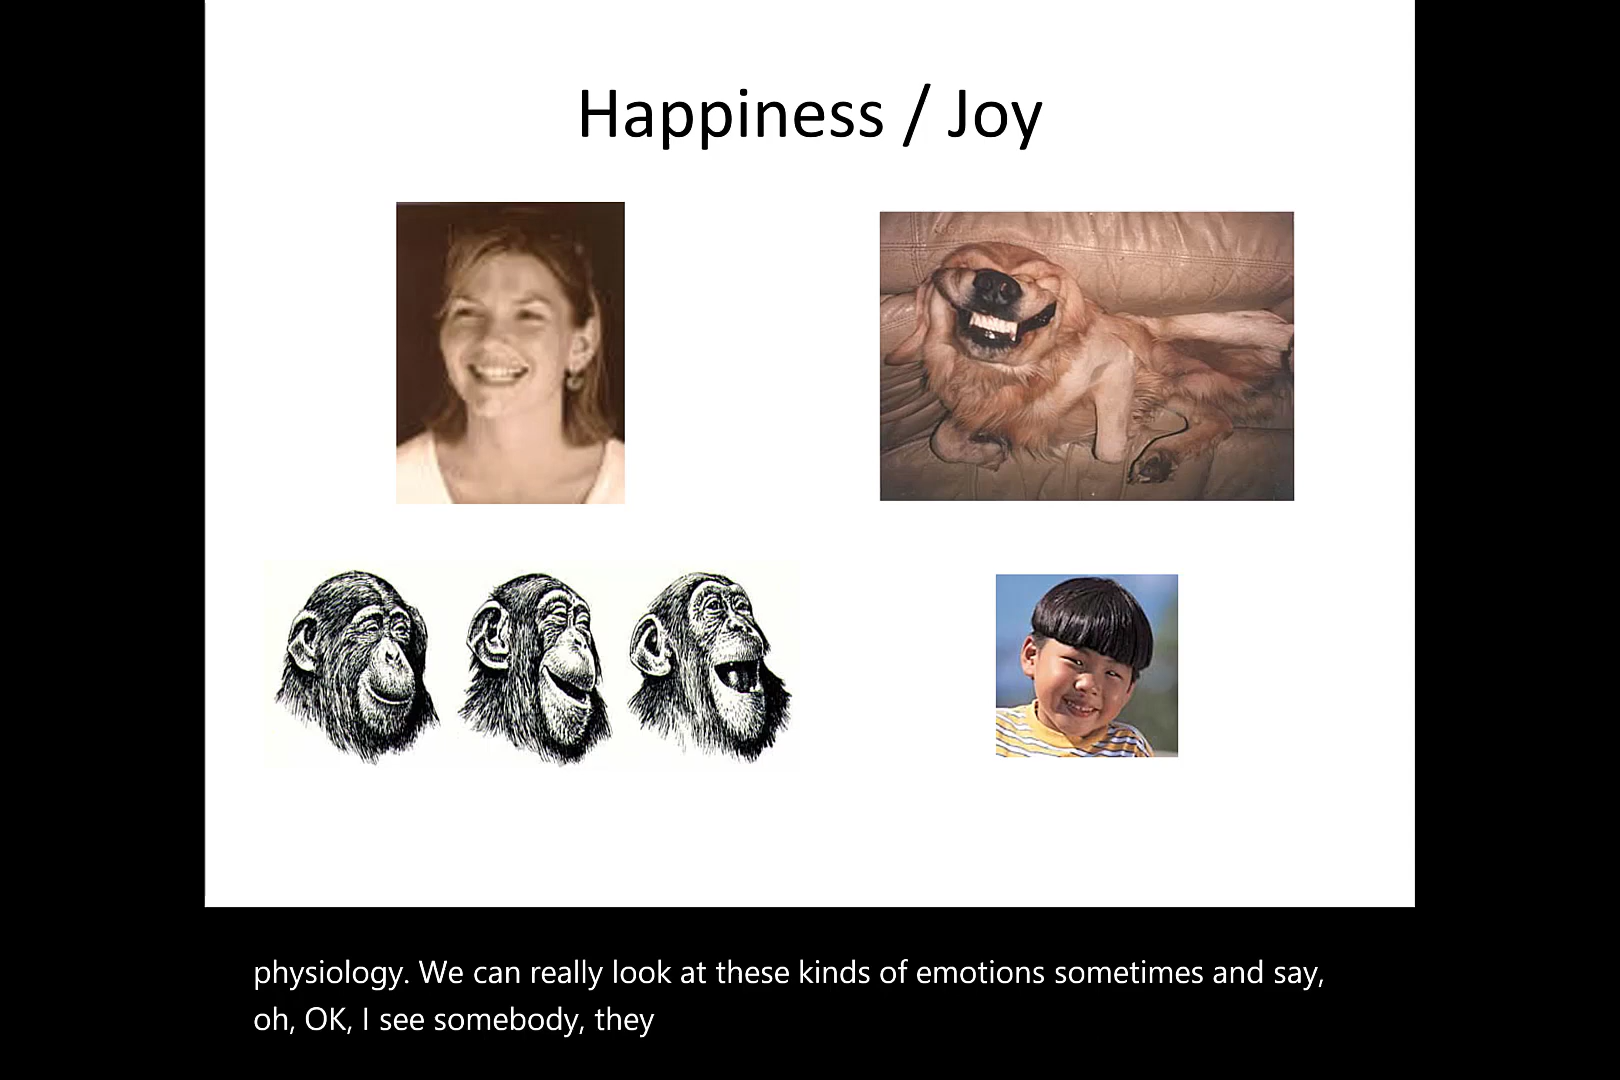 Happiness / Joy
physiology. We can really look at these kinds of emotions sometimes and say,
oh, OK, I see somebody, they